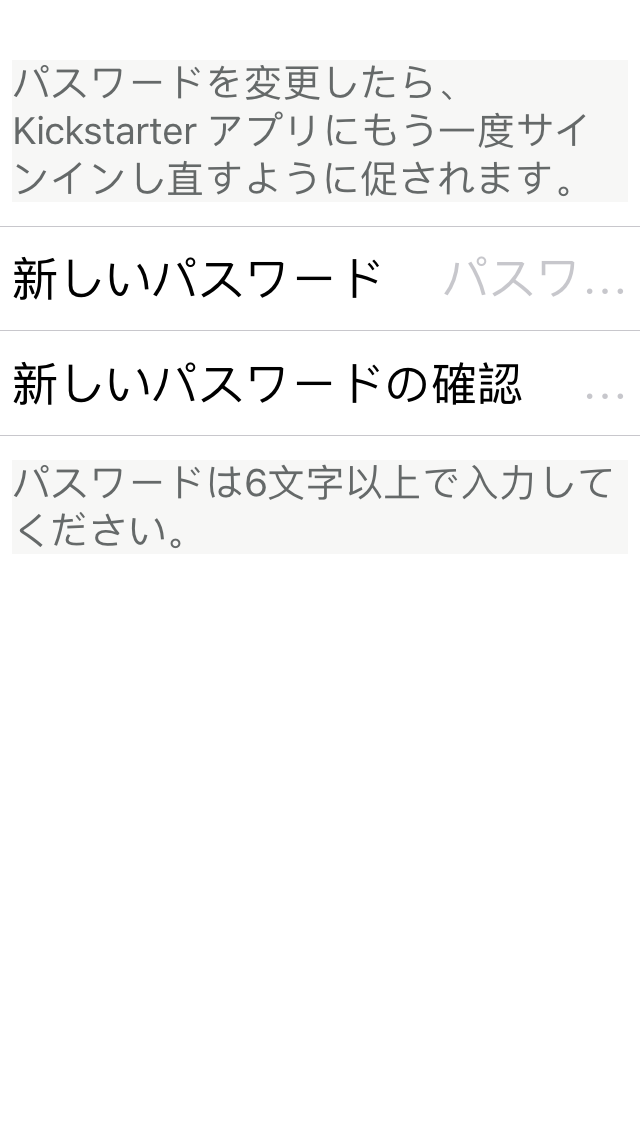 パスワードを変更したら、
Kickstarter アプリにもう一度サイ
ンインし直すように促されます。
新しいパスワード パスワ…
新しいパスワードの確認 …
パスワードは6文字以上で入力して
ください。